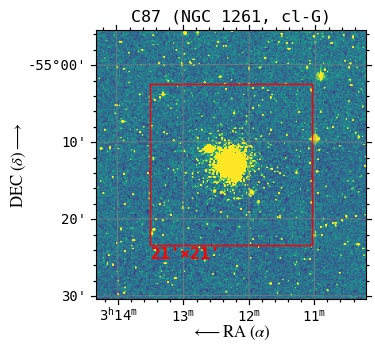 C87 (NGC 1261, cl-G)
-55°00'
10'
20'
30'
DEC (δ)⟶
21'×21'
3ʰ14ᵐ 13ᵐ 12ᵐ 11ᵐ
⟵RA (α)